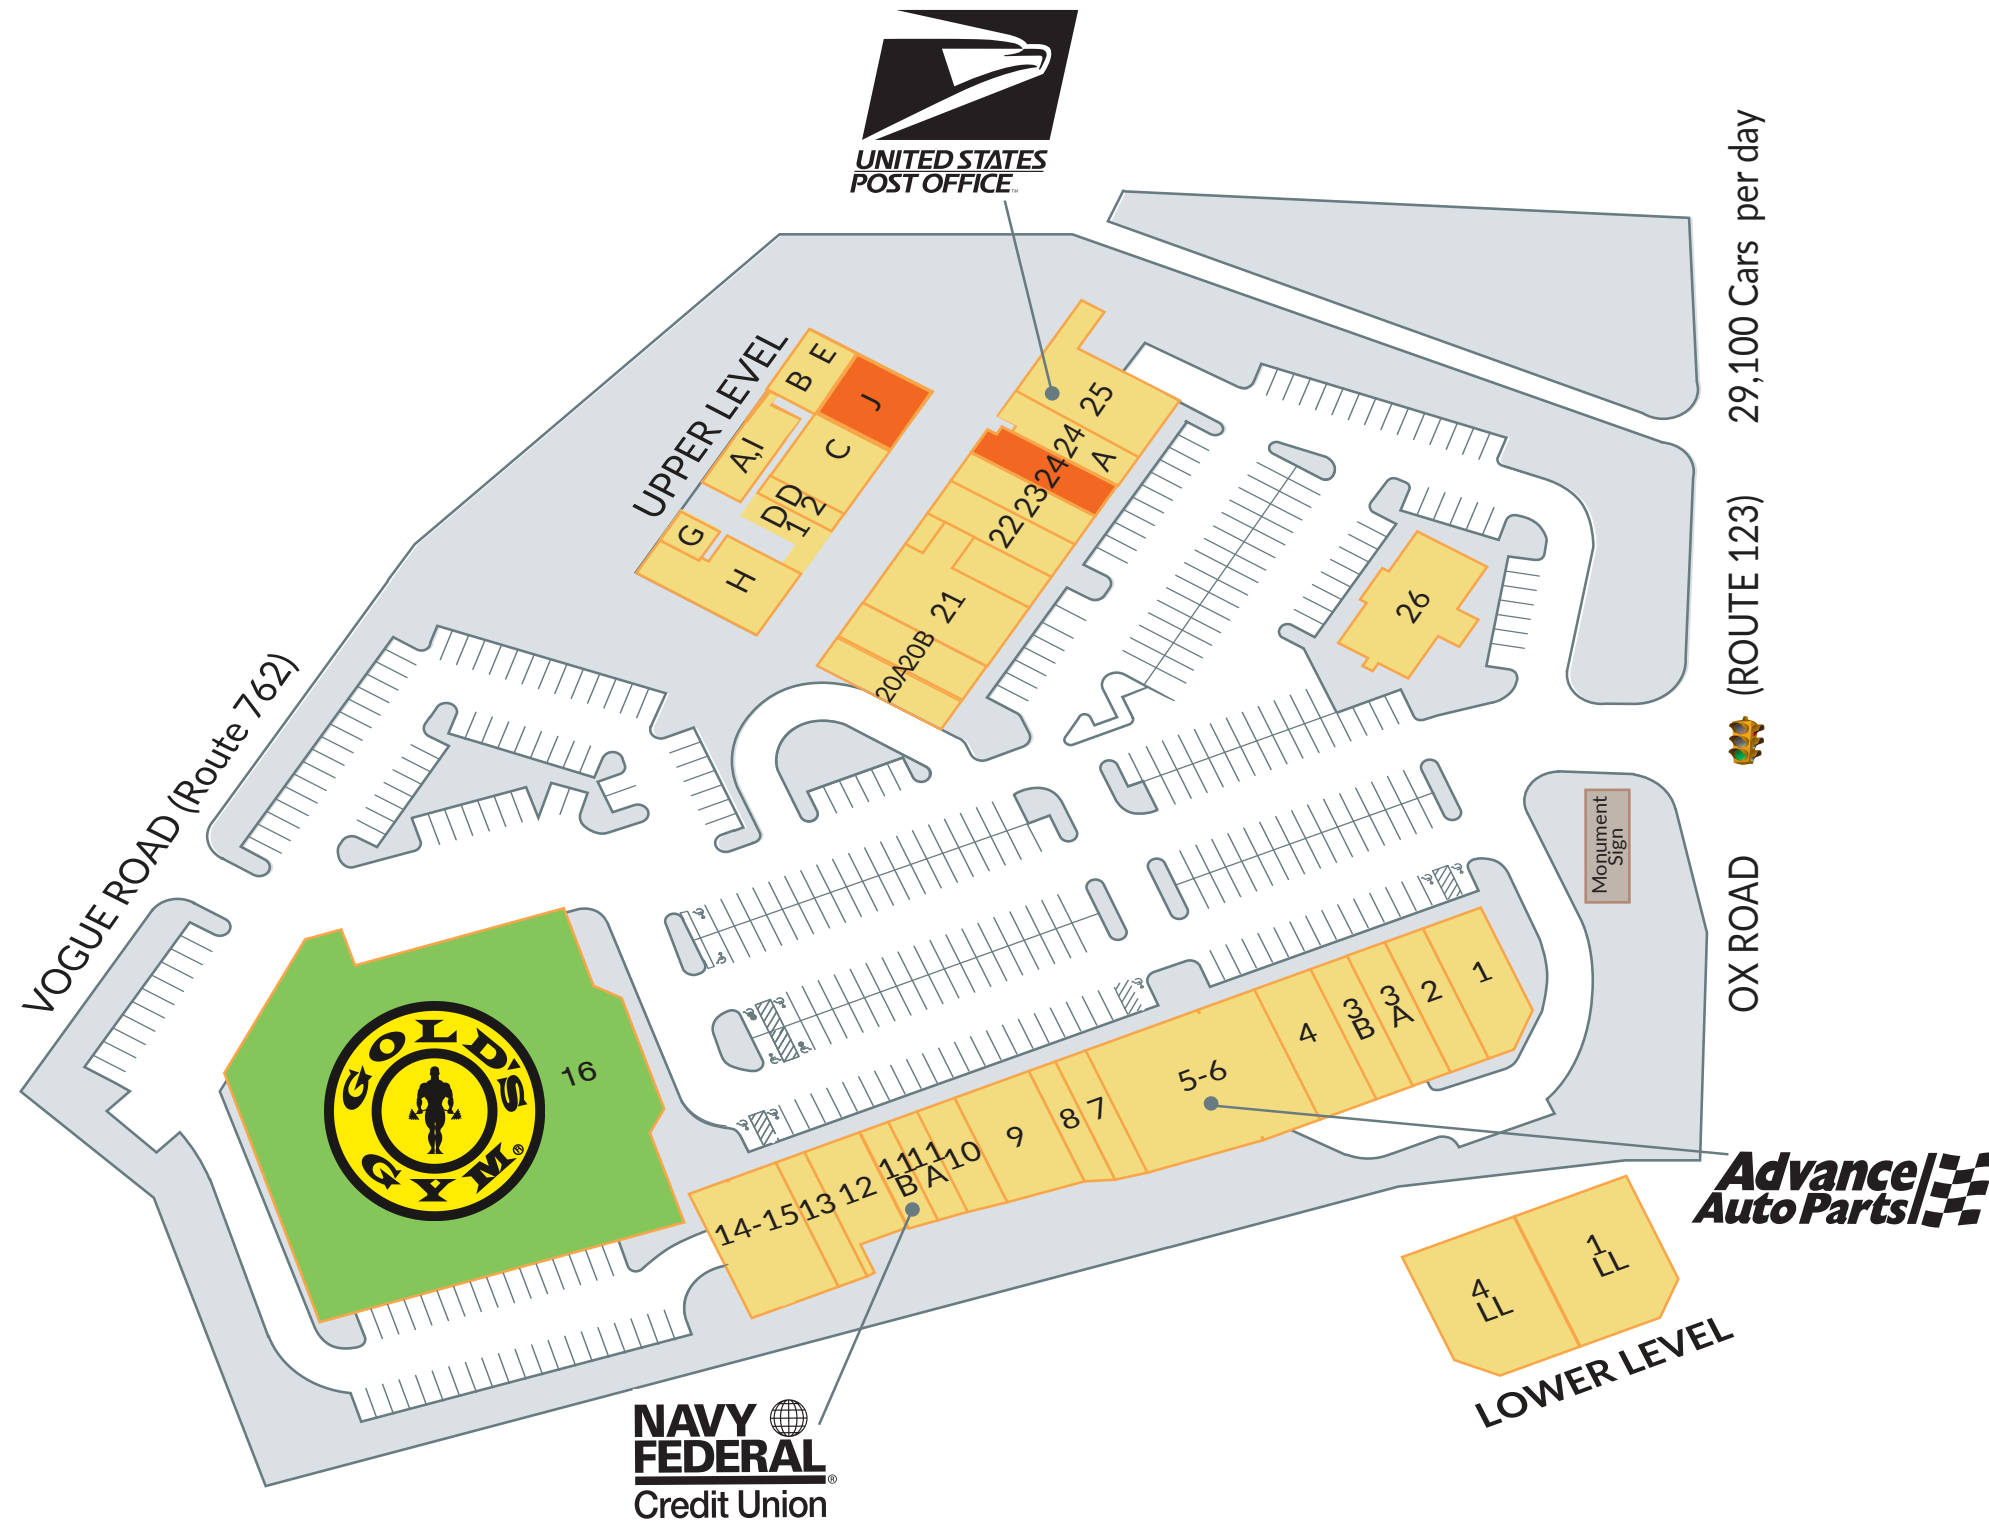 UNITED STATES
POST OFFICE™
29,100 Cars per day
(ROUTE 123)
OX ROAD
Monument
Sign
VOGUE ROAD (Route 762)
UPPER LEVEL
B E
J
A,I
C
DD
2
DD
1
G
H
25
24
A
24
23
22
21
20B
20A
26
GOLD'S
GYM®
16
1
2
3
A
3
B
4
5-6
7
8
9
10
11
A
11
B
12
13
14-15
Advance
Auto Parts
1
LL
4
LL
LOWER LEVEL
NAVY
FEDERAL®
Credit Union